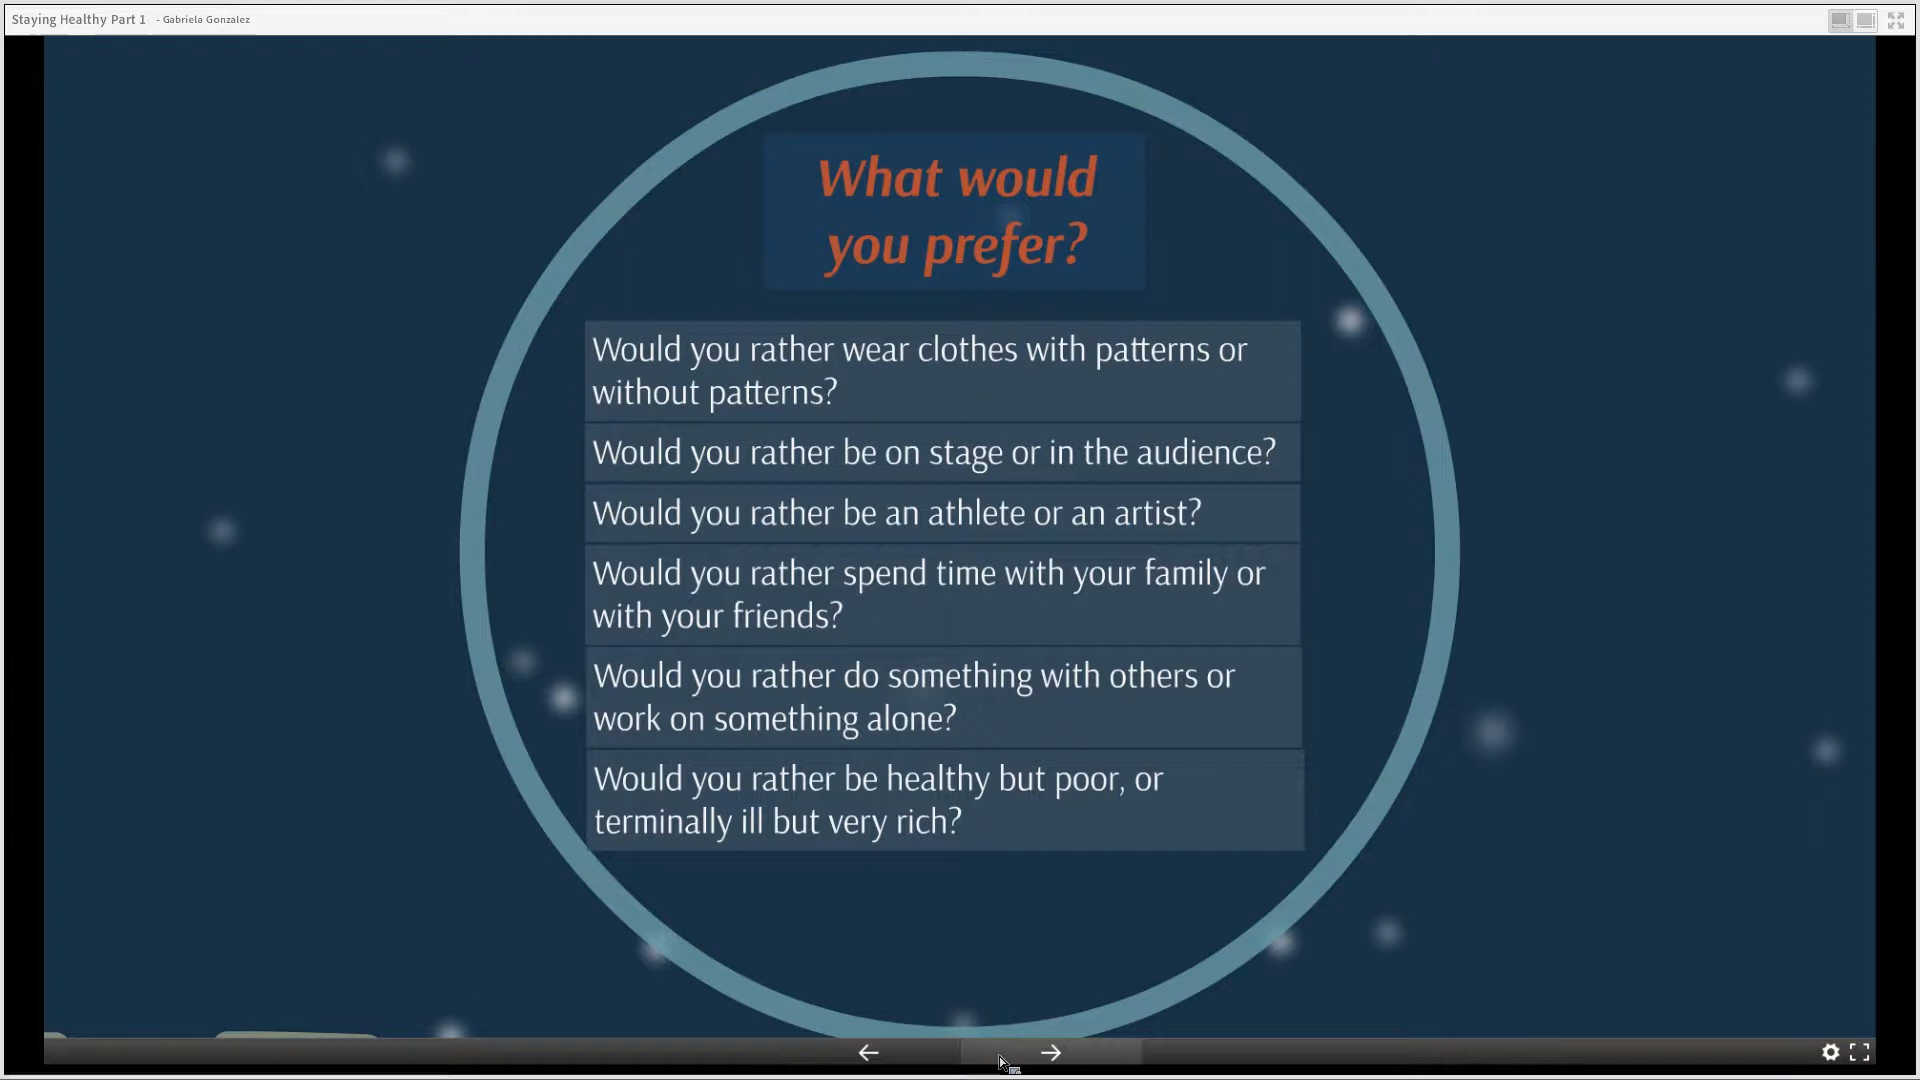 Staying Healthy Part 1 - Gabriela Gonzalez
What would
you prefer?
Would you rather wear clothes with patterns or
without patterns?
Would you rather be on stage or in the audience?
Would you rather be an athlete or an artist?
Would you rather spend time with your family or
with your friends?
Would you rather do something with others or
work on something alone?
Would you rather be healthy but poor, or
terminally ill but very rich?